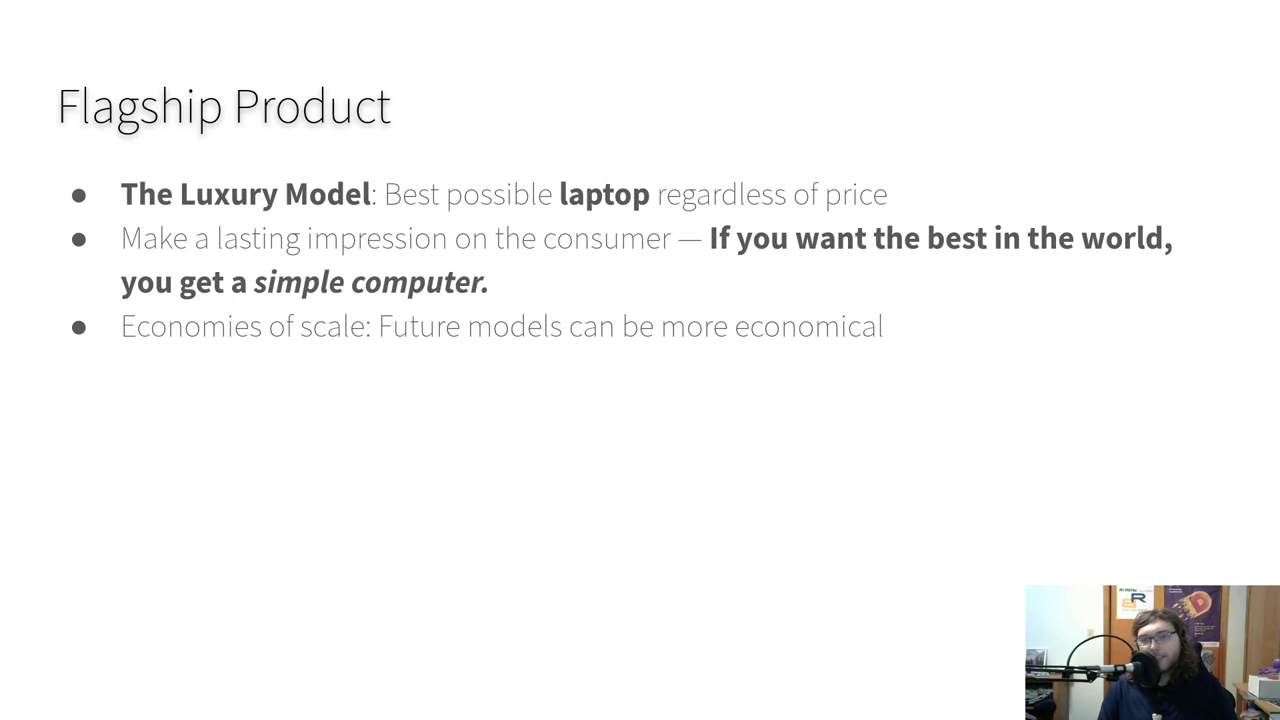 Flagship Product
● The Luxury Model: Best possible laptop regardless of price
● Make a lasting impression on the consumer — If you want the best in the world,
you get a simple computer.
● Economies of scale: Future models can be more economical